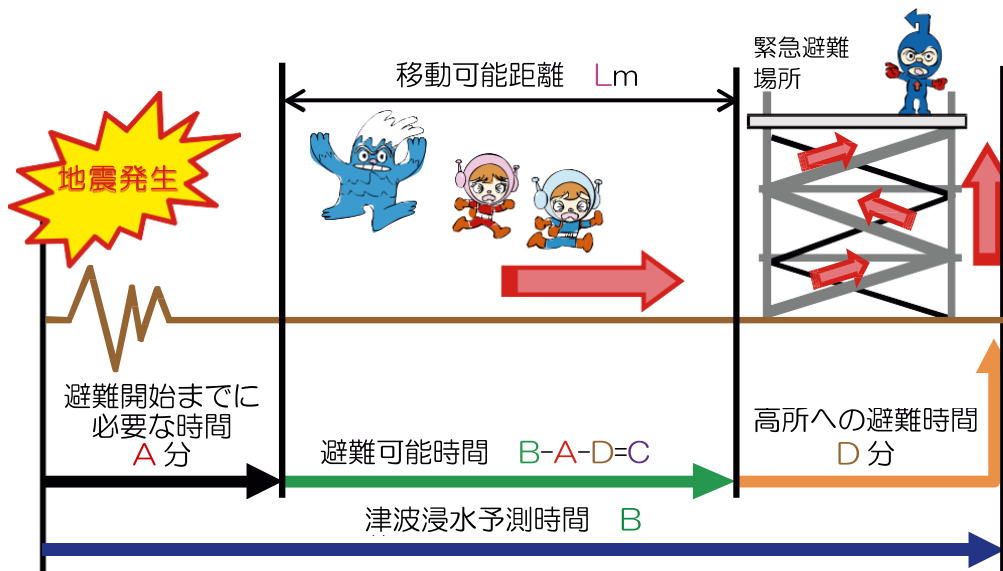 緊急避難
場所
移動可能距離 Lm
地震発生
避難開始までに
必要な時間
A分
避難可能時間 B-A-D=C
高所への避難時間
D分
津波浸水予測時間 B